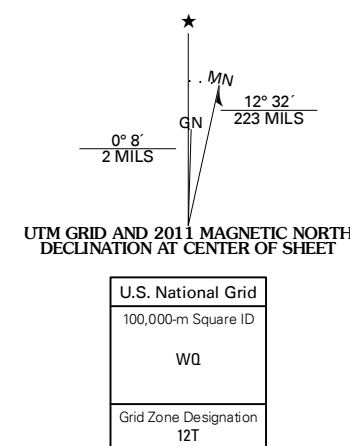 ★
MN
12° 32´
223 MILS
GN
0° 8´
2 MILS
UTM GRID AND 2011 MAGNETIC NORTH
DECLINATION AT CENTER OF SHEET
U.S. National Grid
100,000-m Square ID
WQ
Grid Zone Designation
12T